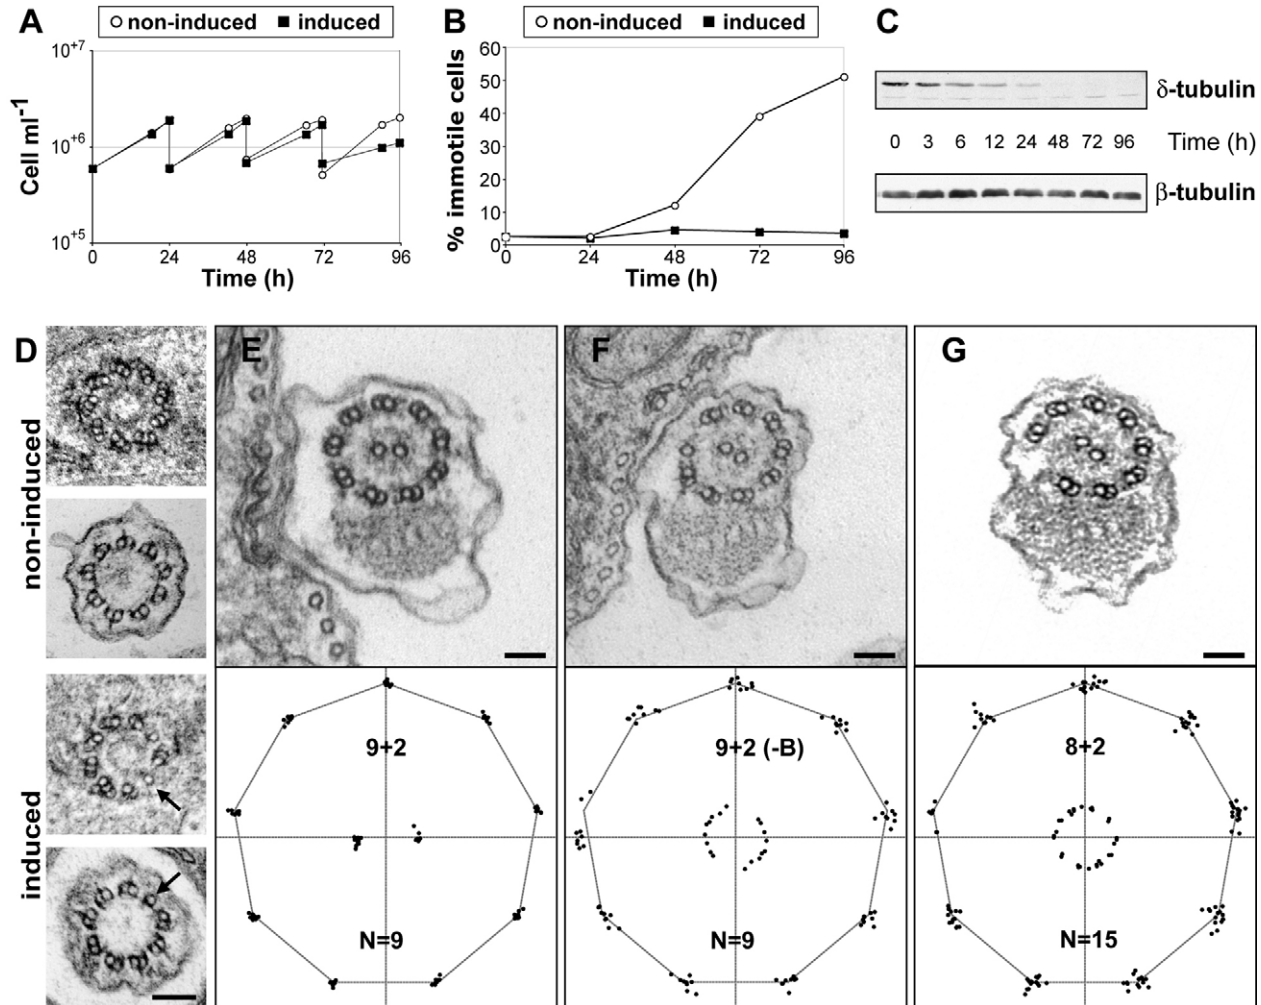 A
non-induced induced
10+7
10+6
10+5
Cell ml-1
0 24 48 72 96
Time (h)
B
non-induced induced
60
50
40
30
20
10
0
% immotile cells
0 24 48 72 96
Time (h)
C
δ-tubulin
0 3 6 12 24 48 72 96 Time (h)
β-tubulin
D
non-induced
induced
E
F
G
9+2
N=9
9+2 (-B)
N=9
8+2
N=15